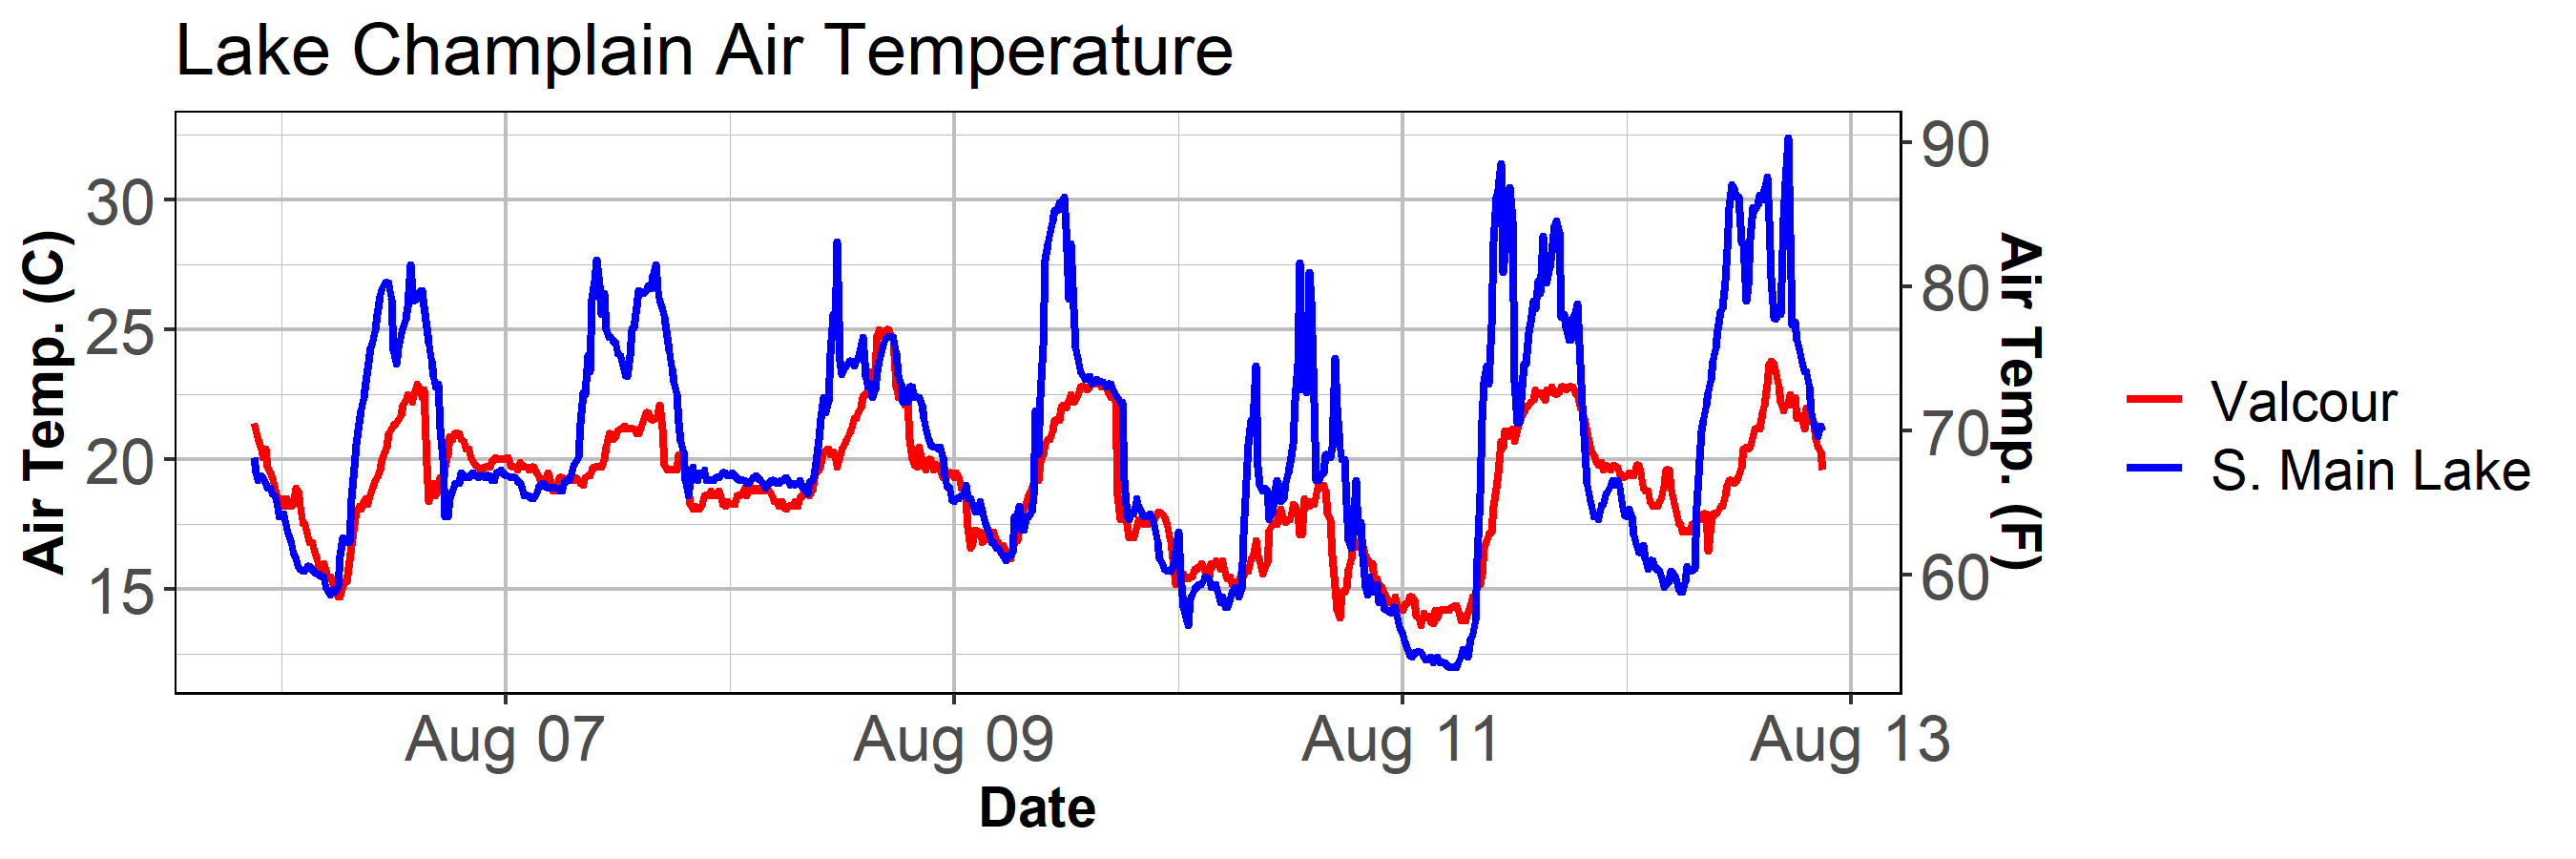 Lake Champlain Air Temperature
Air Temp. (C)
30
25
20
15
90
80
70
60
Air Temp. (F)
Aug 07
Aug 09
Aug 11
Aug 13
Date
Valcour
S. Main Lake